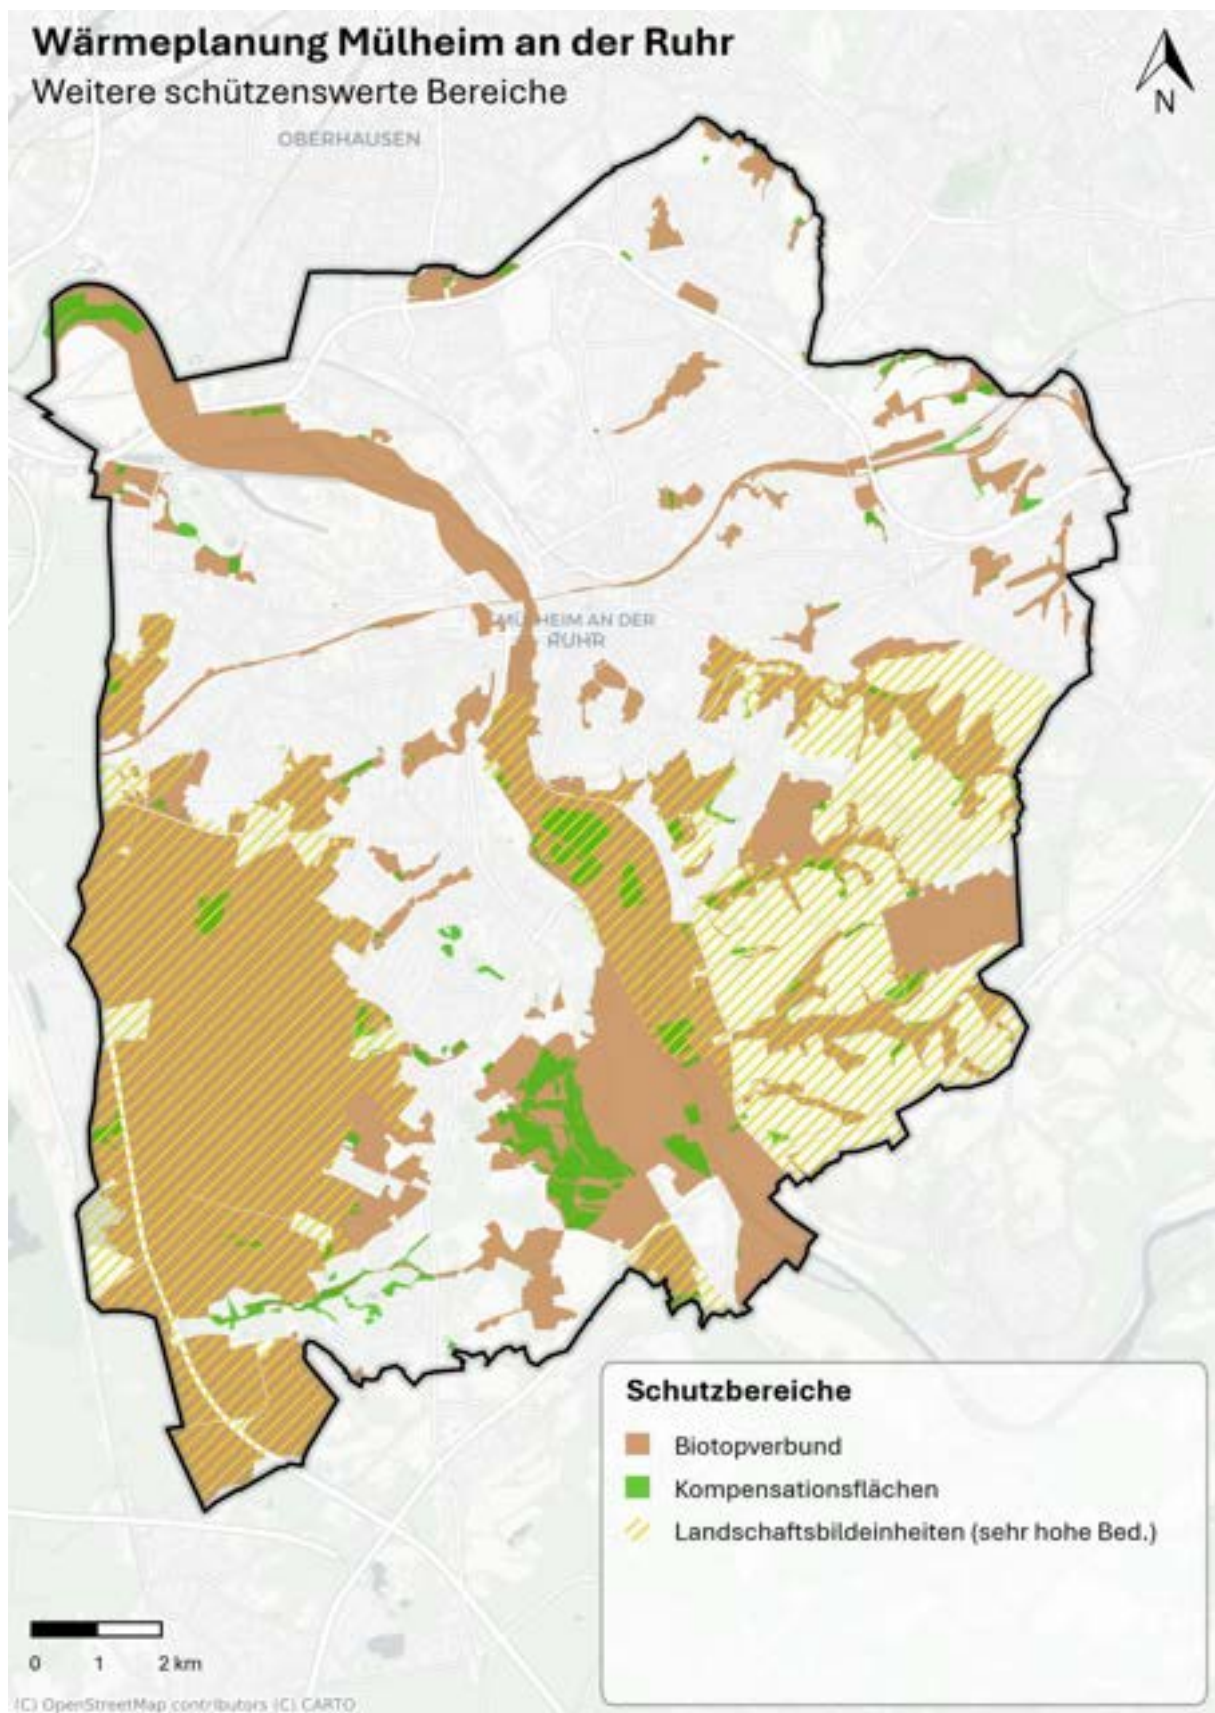 Wärmeplanung Mülheim an der Ruhr
Weitere schützenswerte Bereiche
N
OBERHAUSEN
MÜLHEIM AN DER
RUHR
Schutzbereiche
Biotopverbund
Kompensationsflächen
Landschaftsbildeinheiten (sehr hohe Bed.)
0 1 2 km
(C) OpenStreetMap contributors (C) CARTO